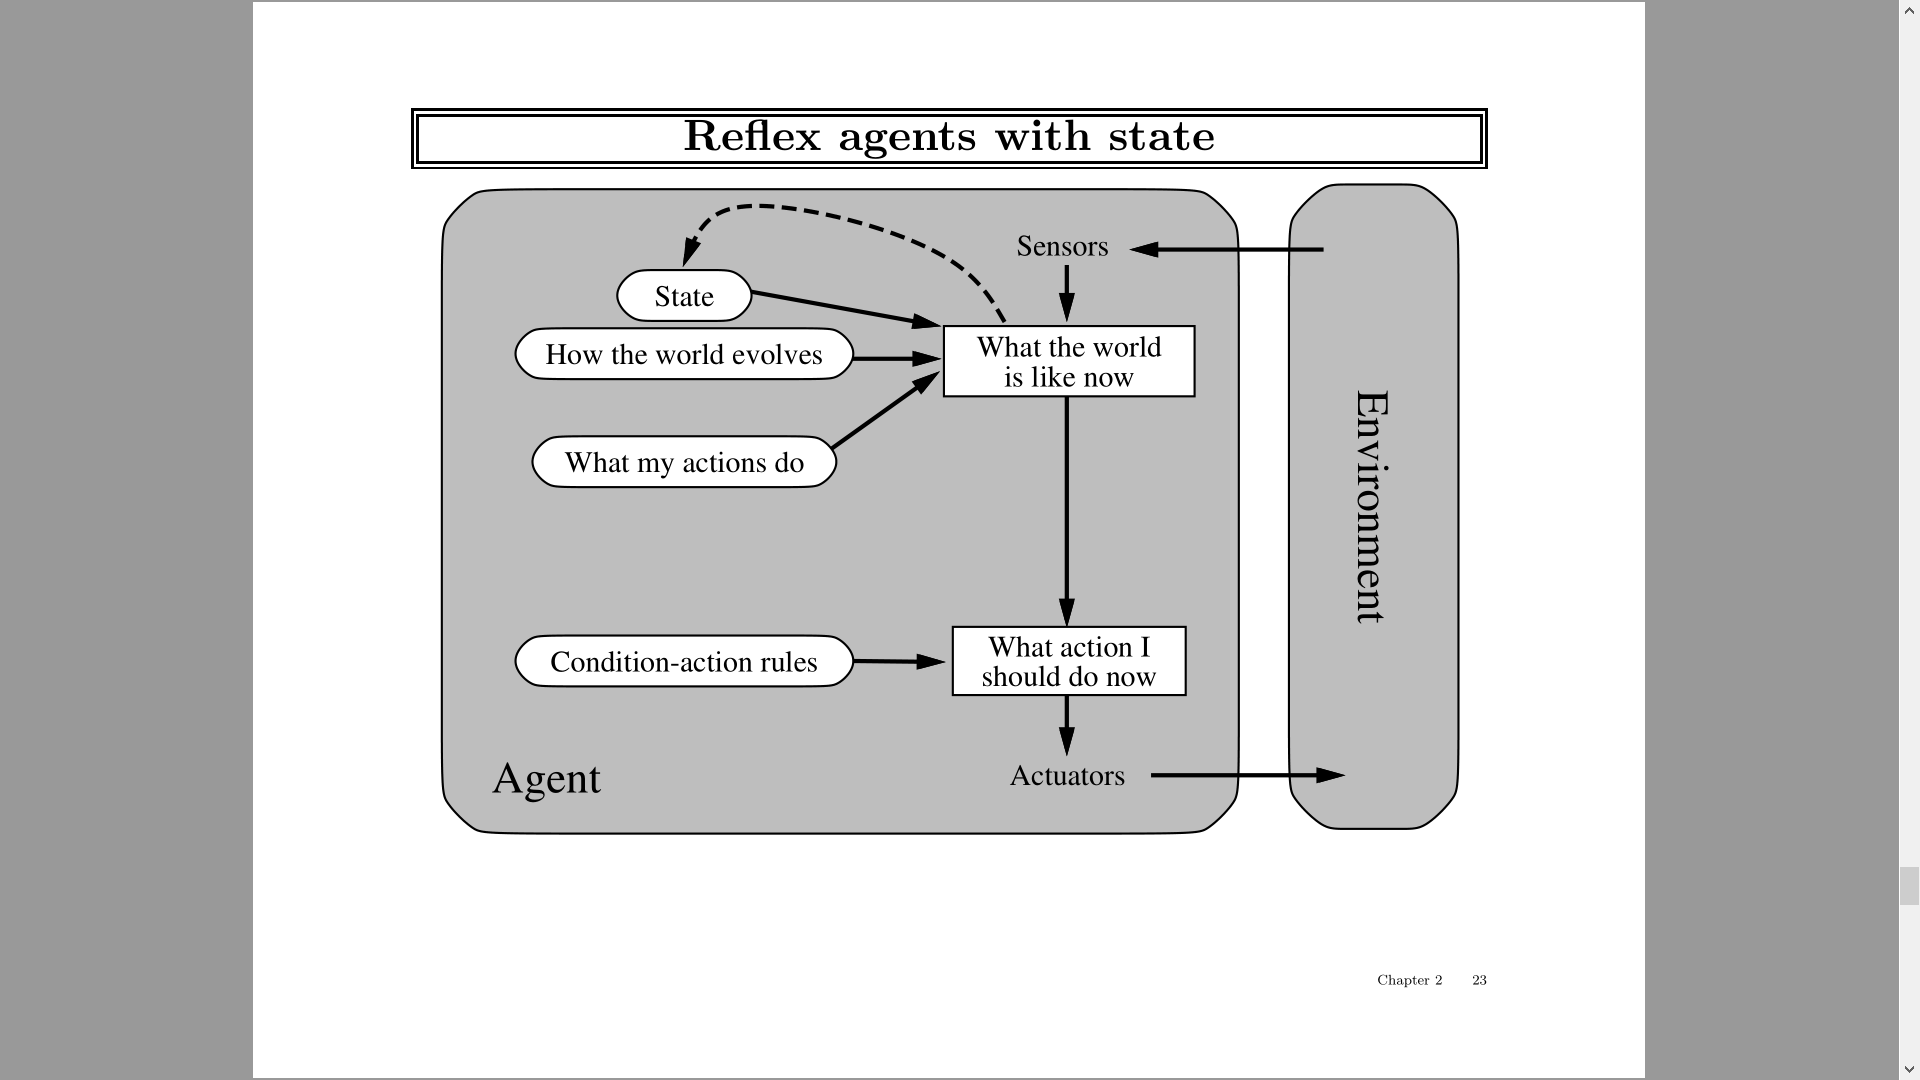 Reflex agents with state
Sensors
State
How the world evolves
What the world
is like now
What my actions do
Environment
Condition-action rules
What action I
should do now
Agent
Actuators
Chapter 2 23